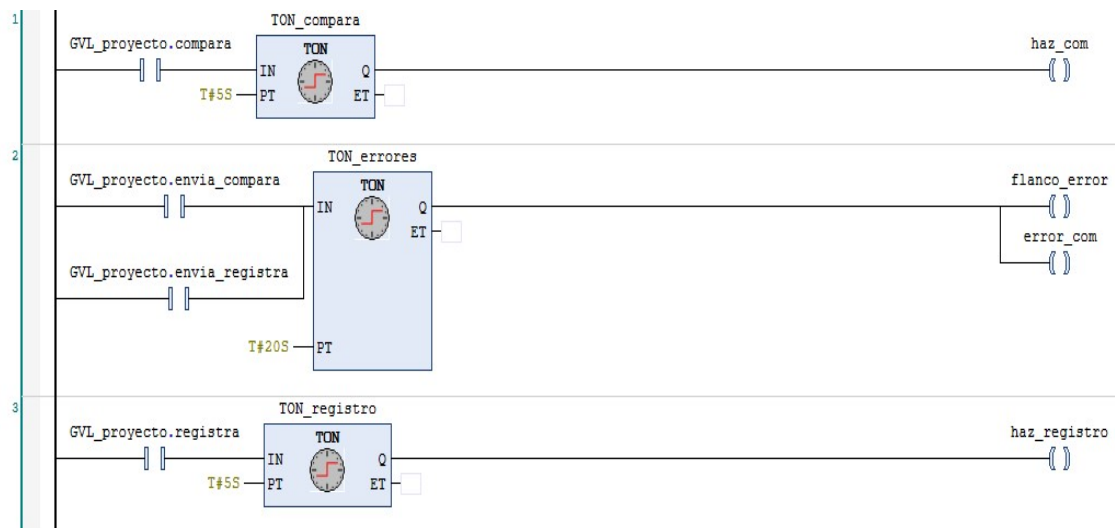 1
TON_compara
GVL_proyecto.compara
TON
haz_com
IN
Q
T#5S
PT
ET
2
TON_errores
GVL_proyecto.envia_compara
TON
flanco_error
IN
Q
ET
error_com
GVL_proyecto.envia_registra
T#20S
PT
3
TON_registro
GVL_proyecto.registra
TON
haz_registro
IN
Q
T#5S
PT
ET